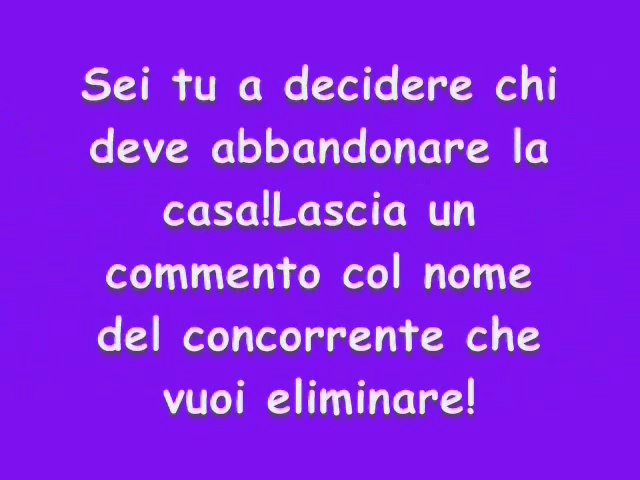 Sei tu a decidere chi
deve abbandonare la
casa!Lascia un
commento col nome
del concorrente che
vuoi eliminare!